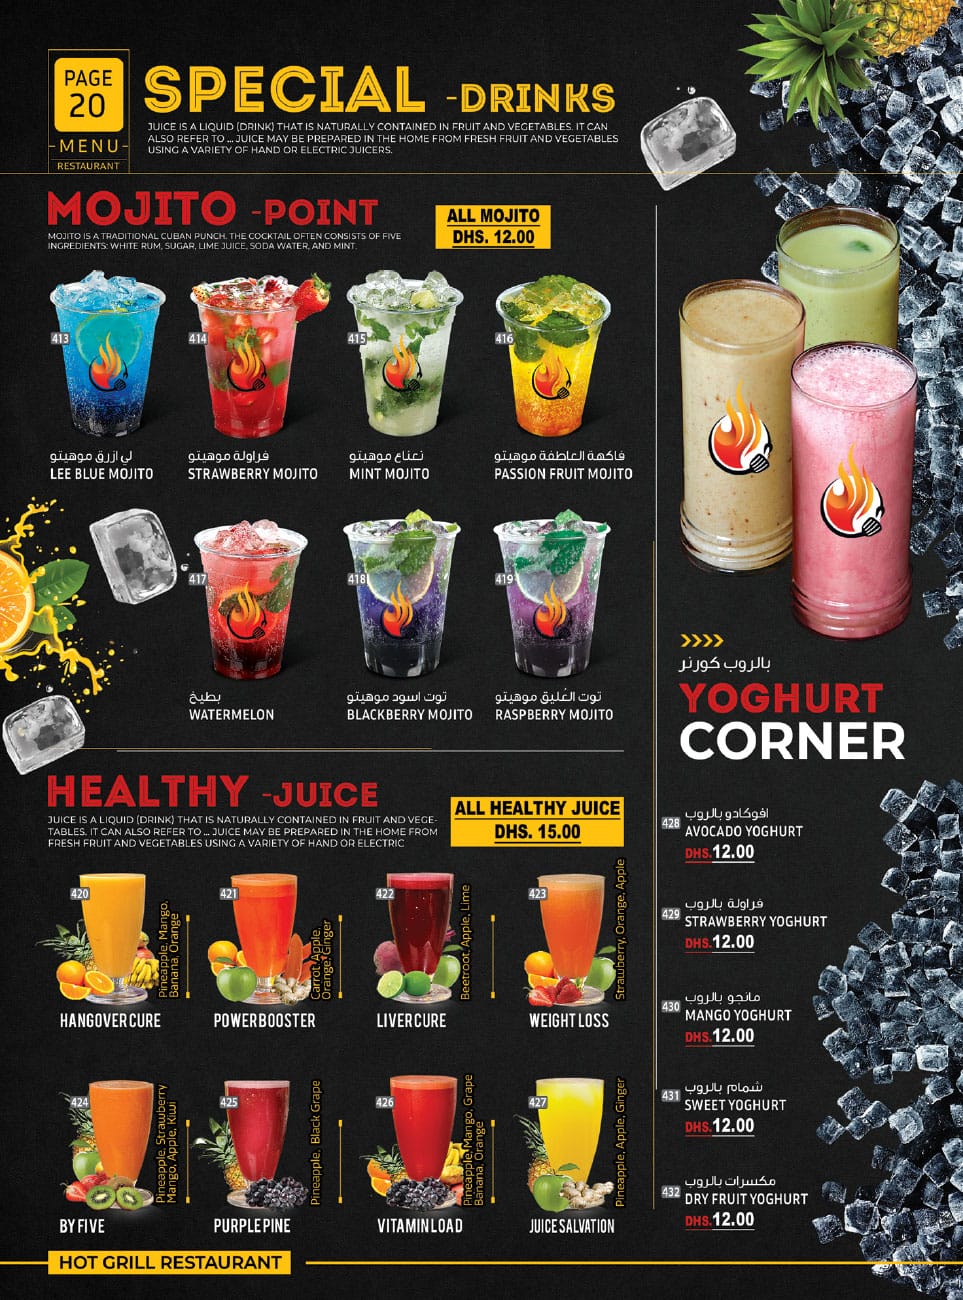 PAGE
20
-MENU-
RESTAURANT
SPECIAL -DRINKS
JUICE IS A LIQUID (DRINK) THAT IS NATURALLY CONTAINED IN FRUIT AND VEGETABLES. IT CAN
ALSO REFER TO ... JUICE MAY BE PREPARED IN THE HOME FROM FRESH FRUIT AND VEGETABLES
USING A VARIETY OF HAND OR ELECTRIC JUICERS.
MOJITO -POINT
MOJITO IS A TRADITIONAL CUBAN PUNCH. THE COCKTAIL OFTEN CONSISTS OF FIVE
INGREDIENTS: WHITE RUM, SUGAR, LIME JUICE, SODA WATER, AND MINT.
ALL MOJITO
DHS. 12.00
413
لي ازرق موهيتو
LEE BLUE MOJITO
414
فراولة موهيتو
STRAWBERRY MOJITO
415
نعناع موهيتو
MINT MOJITO
416
فاكهة العاطفة موهيتو
PASSION FRUIT MOJITO
417
بطيخ
WATERMELON
418
توت اسود موهيتو
BLACKBERRY MOJITO
419
توت العُليق موهيتو
RASPBERRY MOJITO
HEALTHY -JUICE
JUICE IS A LIQUID (DRINK) THAT IS NATURALLY CONTAINED IN FRUIT AND VEGE-
TABLES. IT CAN ALSO REFER TO ... JUICE MAY BE PREPARED IN THE HOME FROM
FRESH FRUIT AND VEGETABLES USING A VARIETY OF HAND OR ELECTRIC
ALL HEALTHY JUICE
DHS. 15.00
420
Pineapple, Mango,
Banana, Orange
HANGOVER CURE
421
Carrot, Apple,
Orange, Ginger
POWER BOOSTER
422
Beetroot, Apple, Lime
LIVER CURE
423
Strawberry, Orange, Apple
WEIGHT LOSS
424
Pineapple, Strawberry
Mango, Apple, Kiwi
BY FIVE
425
Pineapple, Black Grape
PURPLE PINE
426
Pineapple, Mango, Grape
Banana, Orange
VITAMIN LOAD
427
Pineapple, Apple, Ginger
JUICE SALVATION
>>>>
بالروب كورنر
YOGHURT
CORNER
428
افوكادو بالروب
AVOCADO YOGHURT
DHS.12.00
429
فراولة بالروب
STRAWBERRY YOGHURT
DHS.12.00
430
مانجو بالروب
MANGO YOGHURT
DHS.12.00
431
شمام بالروب
SWEET YOGHURT
DHS.12.00
432
مكسرات بالروب
DRY FRUIT YOGHURT
DHS.12.00
HOT GRILL RESTAURANT